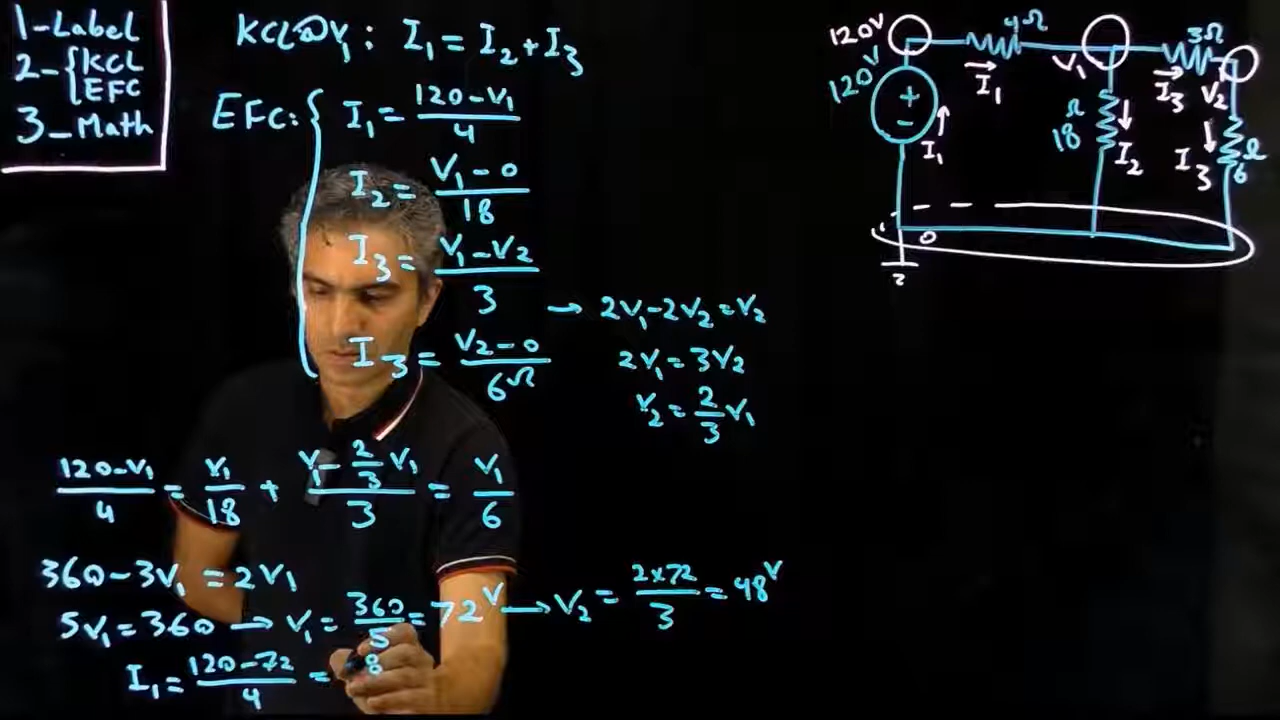 1-Label
2-{KCL
EFC
3_Math
KCL@V₁: I₁ = I₂ + I₃
EFC: { I₁ = (120-V₁)/4
I₂ = (V₁-0)/18
I₃ = (V₁-V₂)/3
I₃ = (V₂-0)/6Ω
→ 2V₁-2V₂ = V₂
2V₁ = 3V₂
V₂ = 2/3 V₁
(120-V₁)/4 = V₁/18 + (V₁ - 2/3 V₁)/3 = V₁/6
360-3V₁ = 2V₁
5V₁ = 360 → V₁ = 360/5 = 72V → V₂ = (2×72)/3 = 48V
I₁ = (120-72)/4 = 8
120V
4Ω
3Ω
V₁
I₁
I₃
V₂
120V
+
-
I₁
18Ω
I₂
I₃
6Ω
0